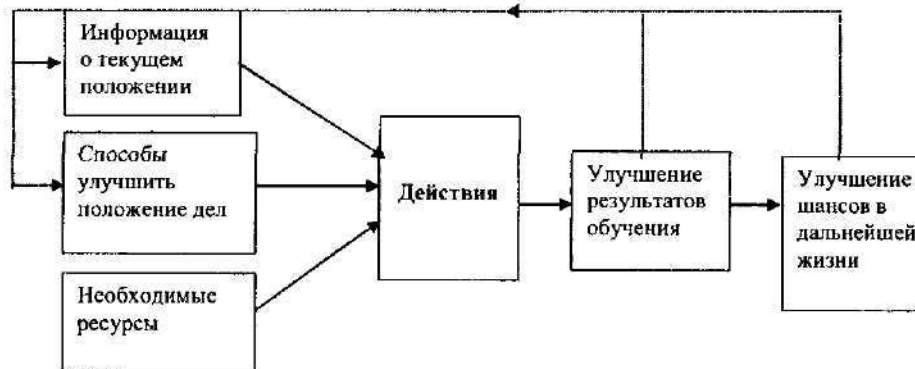 Информация
о текущем
положении
Способы
улучшить
положение дел
Необходимые
ресурсы
Действия
Улучшение
результатов
обучения
Улучшение
шансов в
дальнейшей
жизни